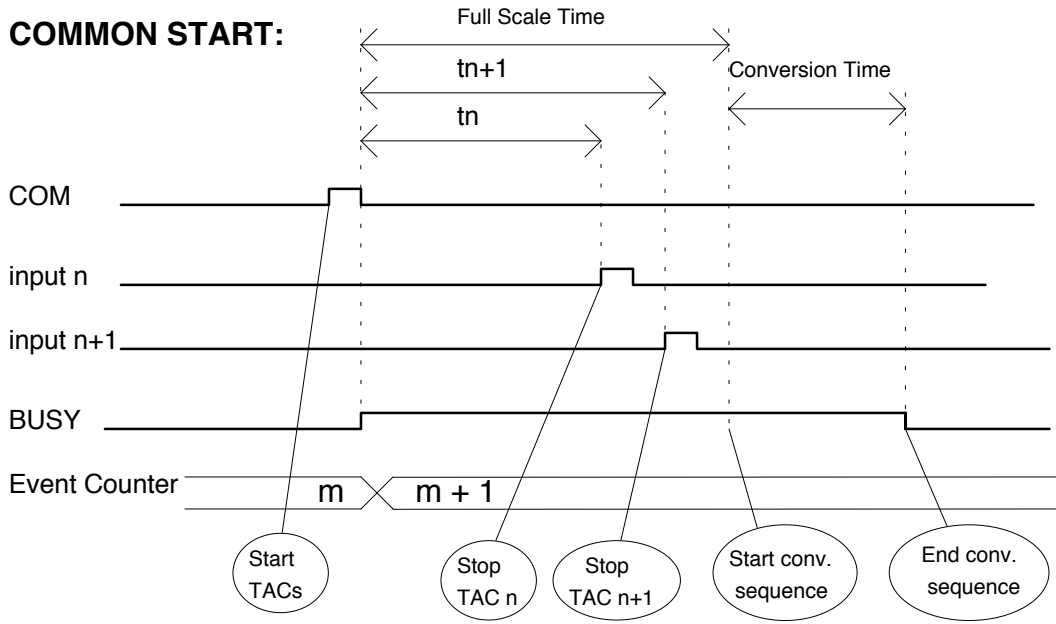 COMMON START:
Full Scale Time
tn+1
Conversion Time
tn
COM
input n
input n+1
BUSY
Event Counter
m
m + 1
Start
TACs
Stop
TAC n
Stop
TAC n+1
Start conv.
sequence
End conv.
sequence